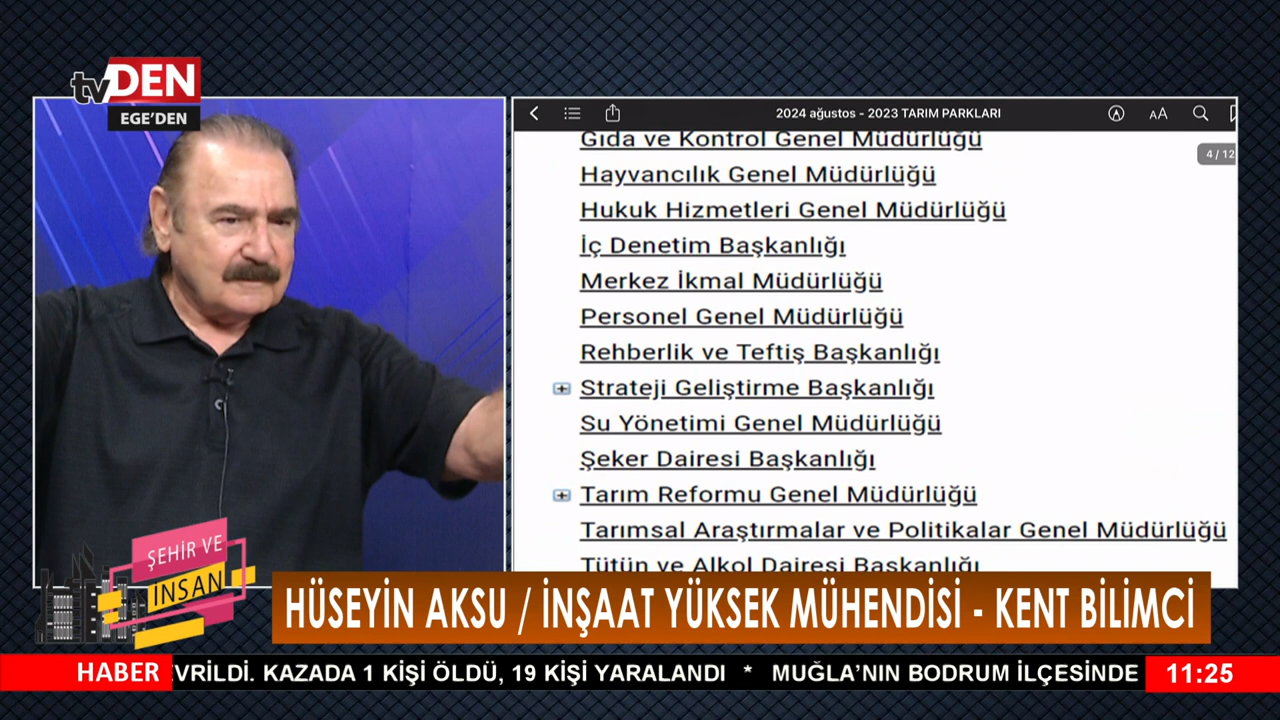 tvDEN
EGE'DEN
2024 ağustos - 2023 TARIM PARKLARI
AA
4 / 12
Gıda ve Kontrol Genel Müdürlüğü
Hayvancılık Genel Müdürlüğü
Hukuk Hizmetleri Genel Müdürlüğü
İç Denetim Başkanlığı
Merkez İkmal Müdürlüğü
Personel Genel Müdürlüğü
Rehberlik ve Teftiş Başkanlığı
Strateji Geliştirme Başkanlığı
Su Yönetimi Genel Müdürlüğü
Şeker Dairesi Başkanlığı
Tarım Reformu Genel Müdürlüğü
Tarımsal Araştırmalar ve Politikalar Genel Müdürlüğü
Tütün ve Alkol Dairesi Başkanlığı
ŞEHİR VE
İNSAN
HÜSEYİN AKSU / İNŞAAT YÜKSEK MÜHENDİSİ - KENT BİLİMCİ
HABER
EVRİLDİ. KAZADA 1 KİŞİ ÖLDÜ, 19 KİŞİ YARALANDI * MUĞLA'NIN BODRUM İLÇESİNDE
11:25